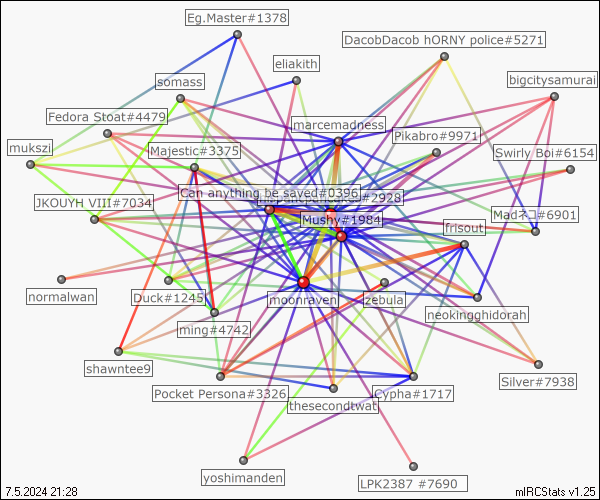 Eg.Master#1378
DacobDacob hORNY police#5271
eliakith
somass
bigcitysamurai
Fedora Stoat#4479
marcemadness
Pikabro#9971
mukszi
Majestic#3375
Swirly Boi#6154
Can anything be saved#0396
#2928
JKOUYH VIII#7034
Mushy#1984
Madネコ#6901
frisout
normalwan
Duck#1245
moonraven
zebula
neokingghidorah
ming#4742
shawntee9
Pocket Persona#3326
Cypha#1717
Silver#7938
thesecondtwat
yoshimanden
LPK2387 #7690
7.5.2024 21:28
mIRCStats v1.25